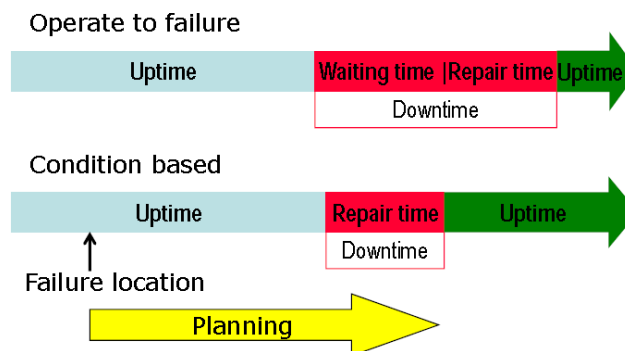 Operate to failure
Uptime Waiting time |Repair time Uptime
Downtime
Condition based
Uptime Repair time Uptime
Downtime
Failure location
Planning